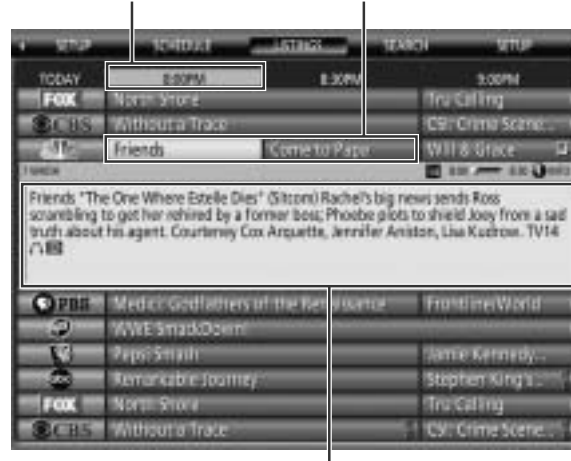 SETUP SCHEDULE LISTINGS SEARCH SETUP
TODAY 8:00PM 8:30PM 9:00PM
FOX North Shore Tru Calling
CBS Without a Trace CSI: Crime Scene...
Friends Come to Papa Will & Grace
Friends "The One Where Estelle Dies" (Sitcom) Rachel's big news sends Ross
scrambling to get her rehired by a former boss; Phoebe plots to shield Joey from a sad
truth about his agent. Courteney Cox Arquette, Jennifer Aniston, Lisa Kudrow. TV14
PBS Medici: Godfathers of the Renaissance Frontline/World
WWE SmackDown!
Pepsi Smash Jamie Kennedy...
abc Remarkable Journey Stephen King's...
FOX North Shore Tru Calling
CBS Without a Trace CSI: Crime Scene...